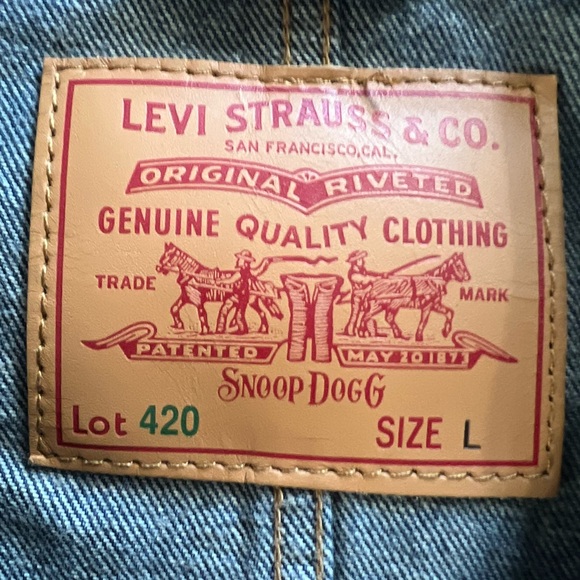 LEVI STRAUSS & CO.
SAN FRANCISCO, CAL.
ORIGINAL RIVETED
GENUINE QUALITY CLOTHING
TRADE MARK
PATENTED MAY 20 1873
SNOOP DOGG
Lot 420 SIZE L